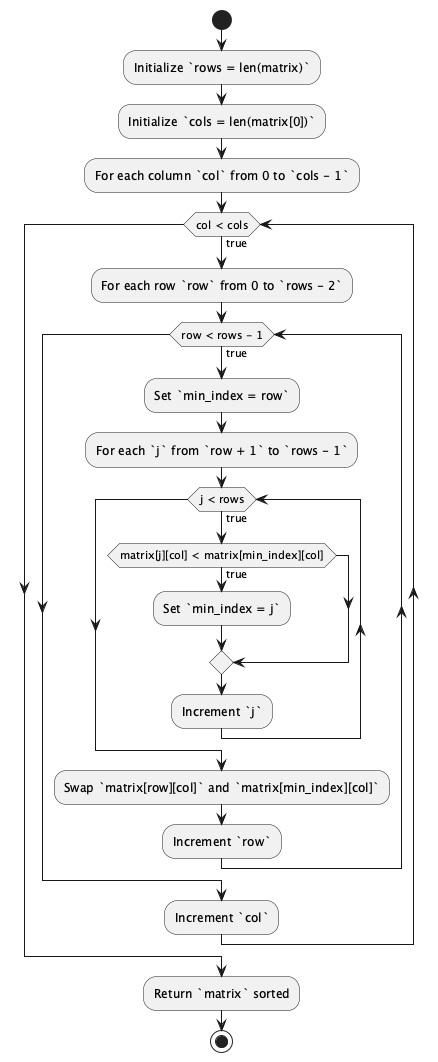 Initialize `rows = len(matrix)`
Initialize `cols = len(matrix[0])`
For each column `col` from 0 to `cols - 1`
col < cols
true
For each row `row` from 0 to `rows - 2`
row < rows - 1
true
Set `min_index = row`
For each `j` from `row + 1` to `rows - 1`
j < rows
true
matrix[j][col] < matrix[min_index][col]
true
Set `min_index = j`
Increment `j`
Swap `matrix[row][col]` and `matrix[min_index][col]`
Increment `row`
Increment `col`
Return `matrix` sorted